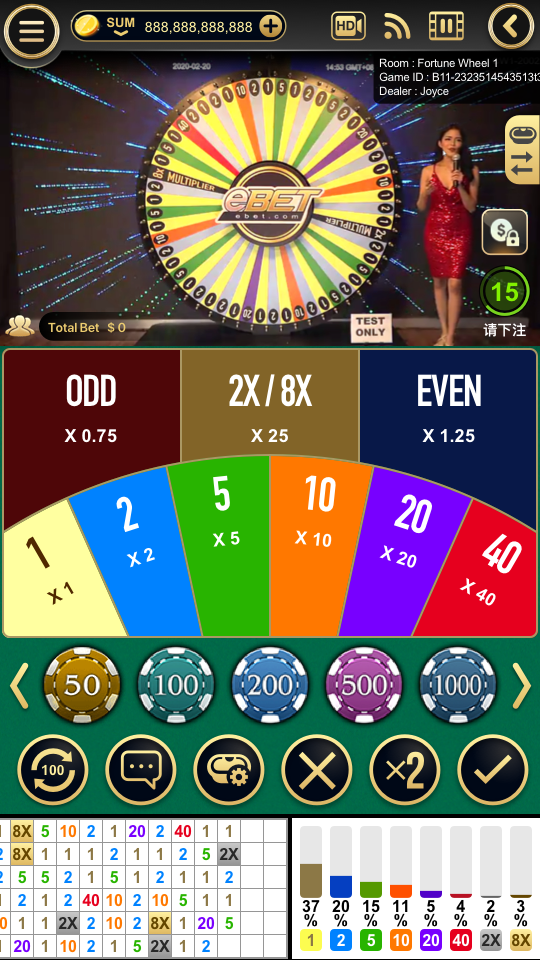 SUM
888,888,888,888
HD
2020-02-20
Room : Fortune Wheel 1
Game ID : B11-2323514543513t3
Dealer : Joyce
MULTIPLIER
8X
eBET
ebet.com
MULTIPLIER
2X
$
15
请下注
Total Bet $ 0
TEST
ONLY
ODD
X 0.75
2X / 8X
X 25
EVEN
X 1.25
1
X 1
2
X 2
5
X 5
10
X 10
20
X 20
40
X 40
50
100
200
500
1000
100
×2
8X 5 10 2 1 20 2 40 1 1
8X 1 1 1 2 1 1 2 5 2X
2 5 5 2 1 5 2 1 1 2
1 2 1 2 40 10 2 10 5 1 1
1 1 2X 2 10 2 8X 1 20 5
20 1 10 2 1 5 2X 1 2
37 % 20 % 15 % 11 % 5 % 4 % 2 % 3 %
1 2 5 10 20 40 2X 8X